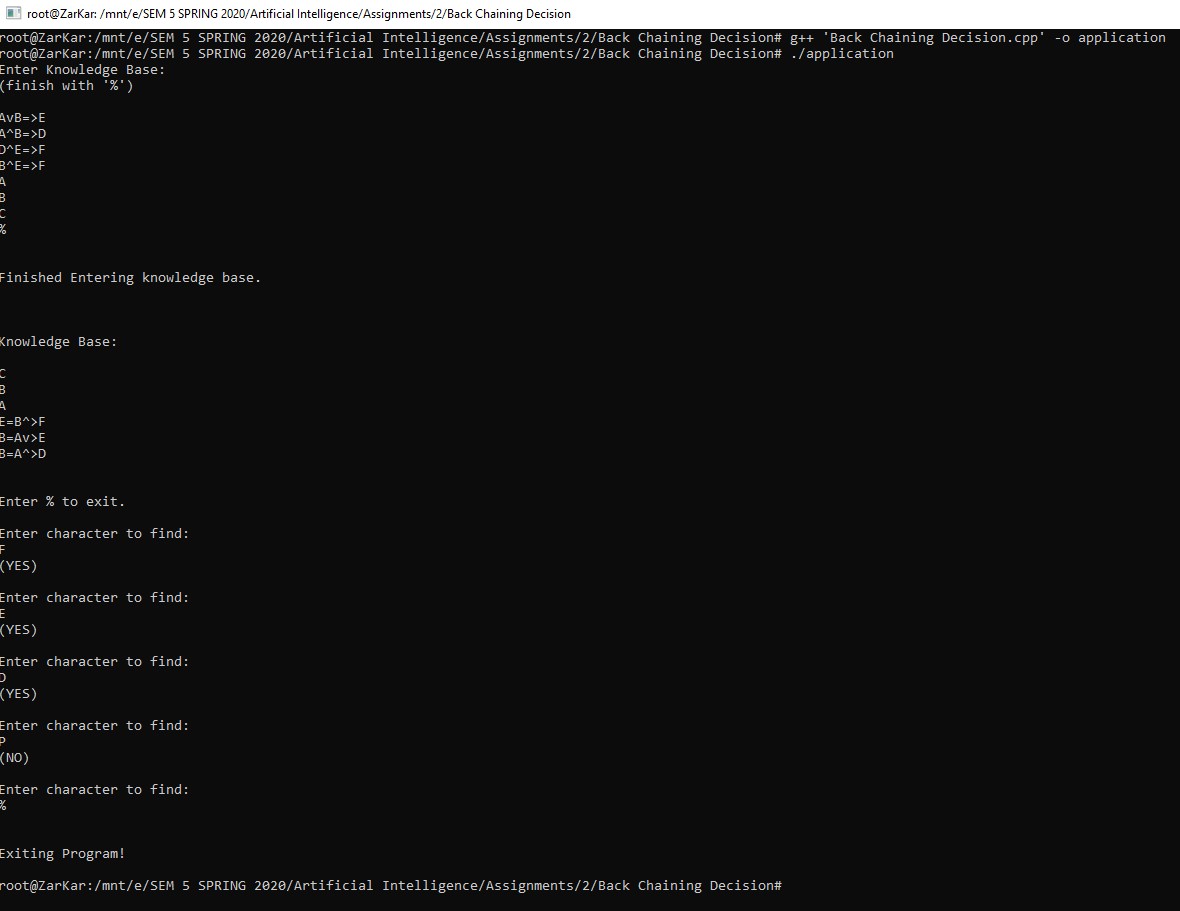 root@ZarKar: /mnt/e/SEM 5 SPRING 2020/Artificial Intelligence/Assignments/2/Back Chaining Decision
root@ZarKar:/mnt/e/SEM 5 SPRING 2020/Artificial Intelligence/Assignments/2/Back Chaining Decision# g++ 'Back Chaining Decision.cpp' -o application
root@ZarKar:/mnt/e/SEM 5 SPRING 2020/Artificial Intelligence/Assignments/2/Back Chaining Decision# ./application
Enter Knowledge Base:
(finish with '%')
AvB=>E
A^B=>D
D^E=>F
B^E=>F
A
B
C
%
Finished Entering knowledge base.
Knowledge Base:
C
B
A
E=B^>F
B=Av>E
B=A^>D
Enter % to exit.
Enter character to find:
F
(YES)
Enter character to find:
E
(YES)
Enter character to find:
D
(YES)
Enter character to find:
P
(NO)
Enter character to find:
%
Exiting Program!
root@ZarKar:/mnt/e/SEM 5 SPRING 2020/Artificial Intelligence/Assignments/2/Back Chaining Decision#